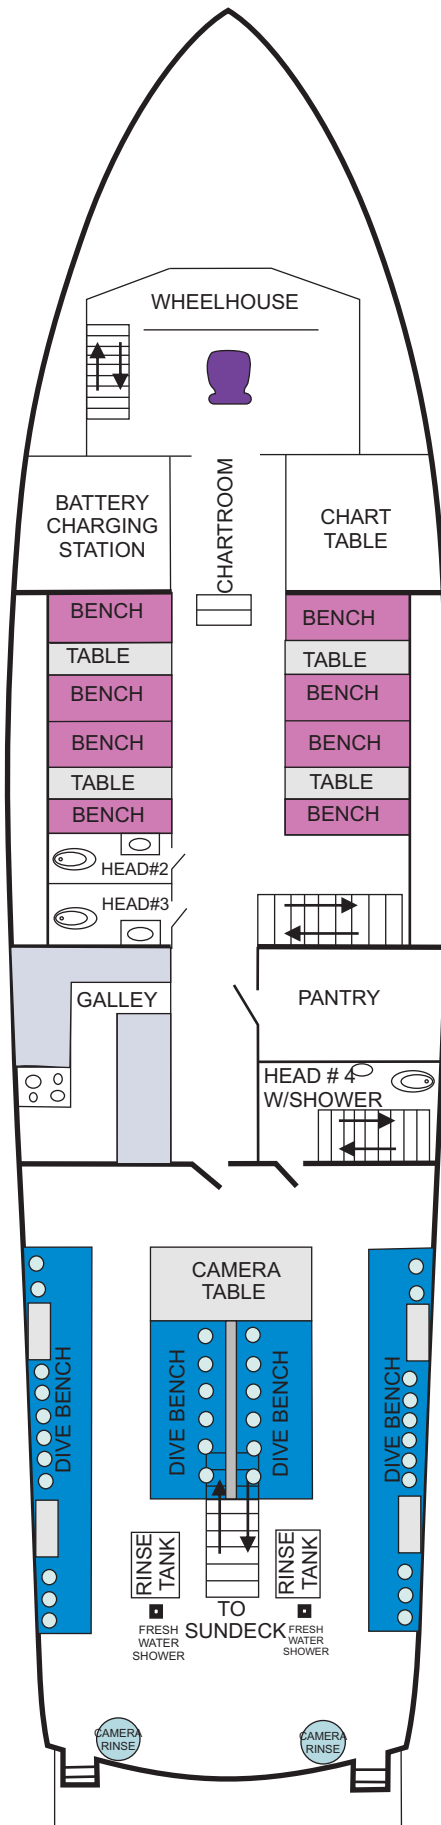 WHEELHOUSE
CHARTROOM
BATTERY
CHARGING
STATION
CHART
TABLE
BENCH
BENCH
TABLE
TABLE
BENCH
BENCH
BENCH
BENCH
TABLE
TABLE
BENCH
BENCH
HEAD#2
HEAD#3
GALLEY
PANTRY
HEAD # 4
W/SHOWER
CAMERA
TABLE
DIVE BENCH
DIVE BENCH
DIVE BENCH
DIVE BENCH
RINSE
TANK
RINSE
TANK
TO
SUNDECK
FRESH
WATER
SHOWER
FRESH
WATER
SHOWER
CAMERA
RINSE
CAMERA
RINSE